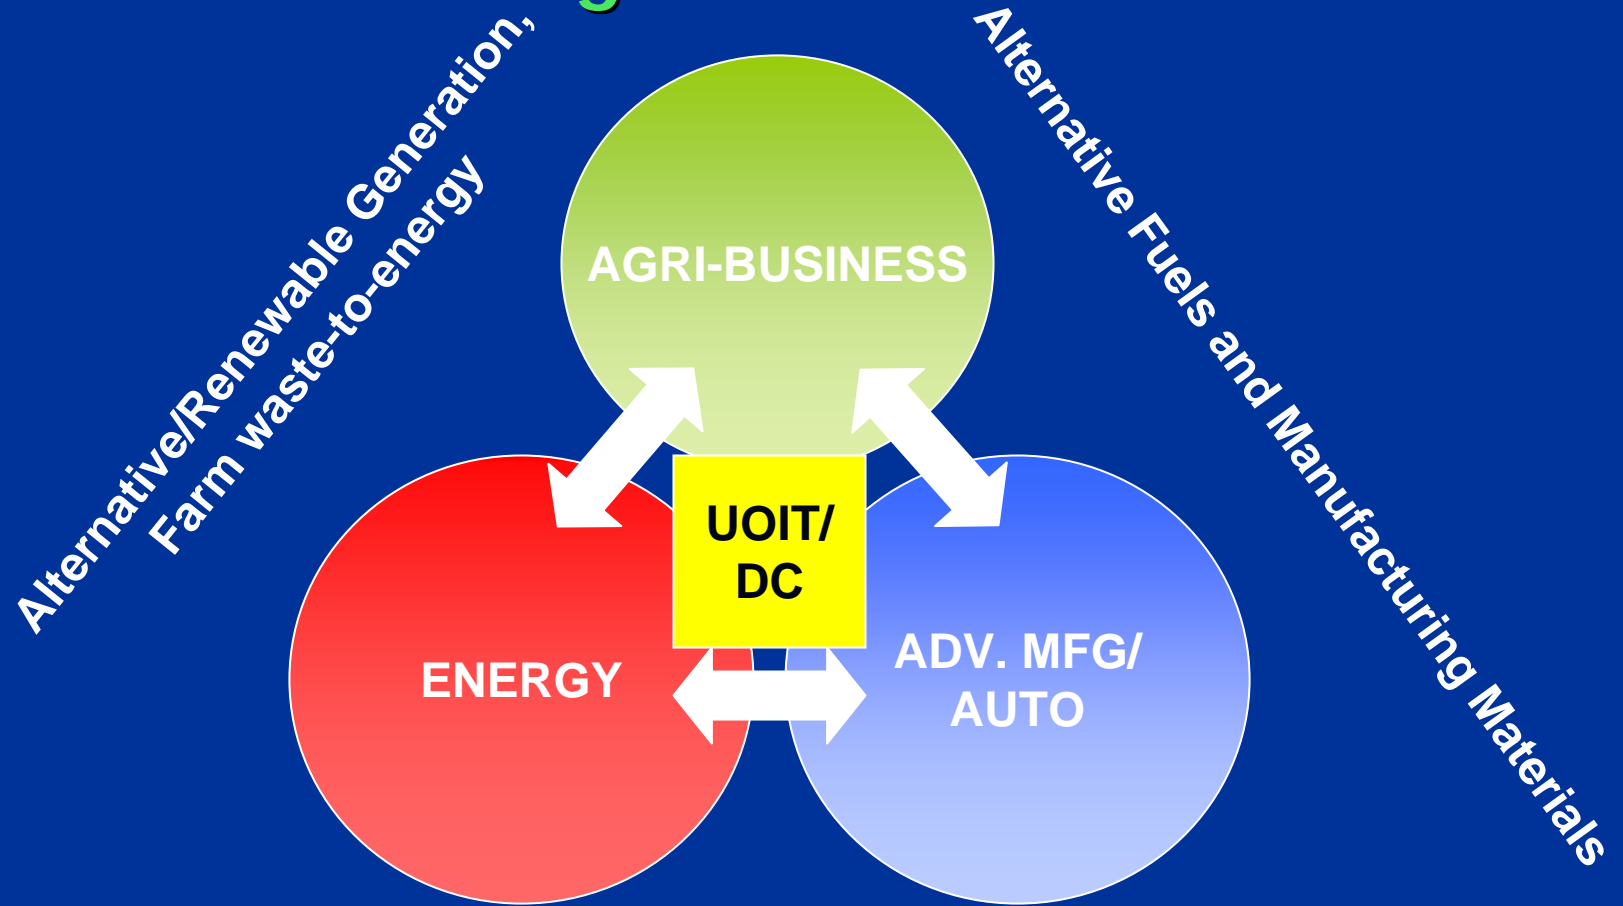 Alternative/Renewable Generation,
Farm waste-to-energy
Alternative Fuels and Manufacturing Materials
AGRI-BUSINESS
UOIT/
DC
ENERGY
ADV. MFG/
AUTO